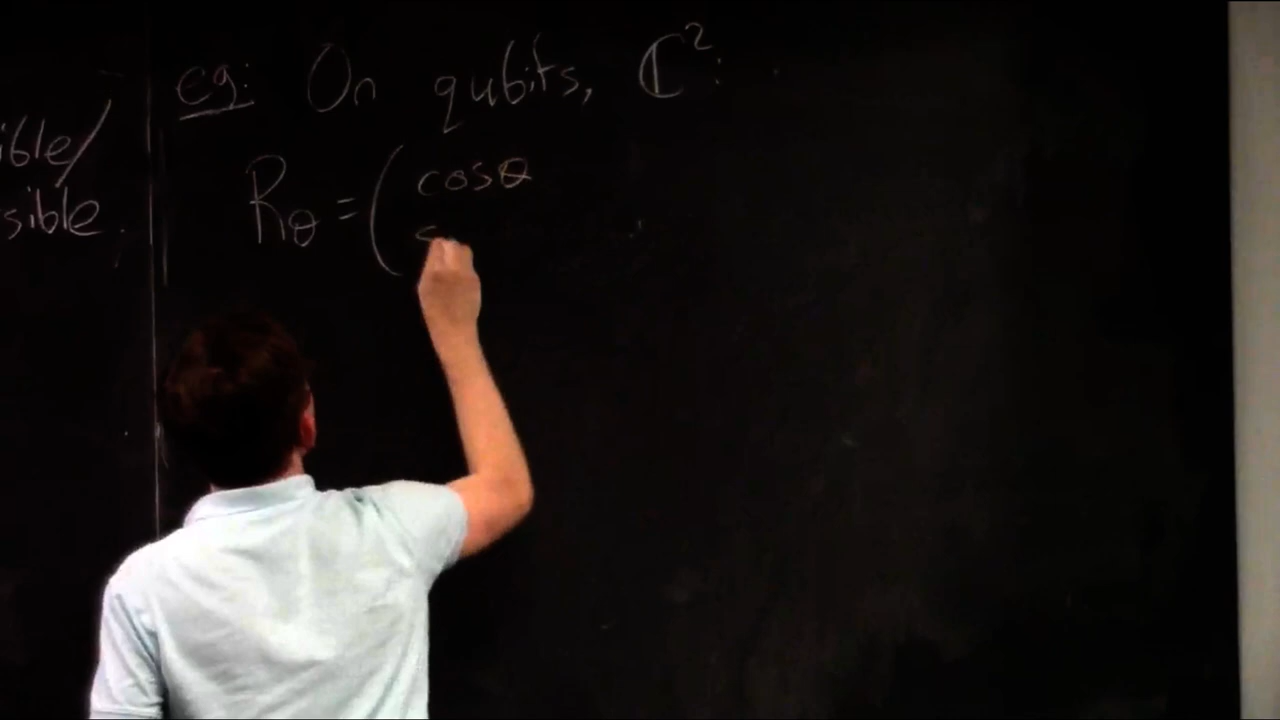 eg: On qubits, ℂ²:
ible/
R_θ = ( cosθ
sible.